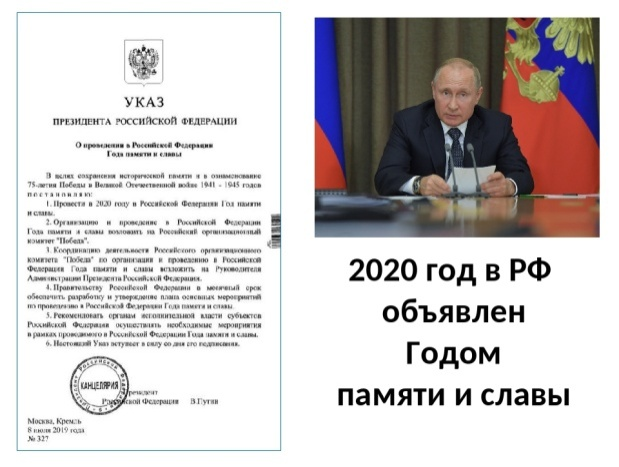 УКАЗ
ПРЕЗИДЕНТА РОССИЙСКОЙ ФЕДЕРАЦИИ
О проведении в Российской Федерации
Года памяти и славы
В целях сохранения исторической памяти и в ознаменование
75-летия Победы в Великой Отечественной войне 1941 - 1945 годов
п о с т а н о в л я ю :
1. Провести в 2020 году в Российской Федерации Год памяти
и славы.
2. Организацию и проведение в Российской Федерации
Года памяти и славы возложить на Российский организационный
комитет "Победа".
3. Координацию деятельности Российского организационного
комитета "Победа" по организации и проведению в Российской
Федерации Года памяти и славы возложить на Руководителя
Администрации Президента Российской Федерации.
4. Правительству Российской Федерации в месячный срок
обеспечить разработку и утверждение плана основных мероприятий
по проведению в Российской Федерации Года памяти и славы.
5. Рекомендовать органам исполнительной власти субъектов
Российской Федерации осуществлять необходимые мероприятия
в рамках проводимого в Российской Федерации Года памяти и славы.
6. Настоящий Указ вступает в силу со дня его подписания.
КАНЦЕЛЯРИЯ
Президент
Российской Федерации В.Путин
Москва, Кремль
8 июля 2019 года
№ 327
2020 год в РФ
объявлен
Годом
памяти и славы